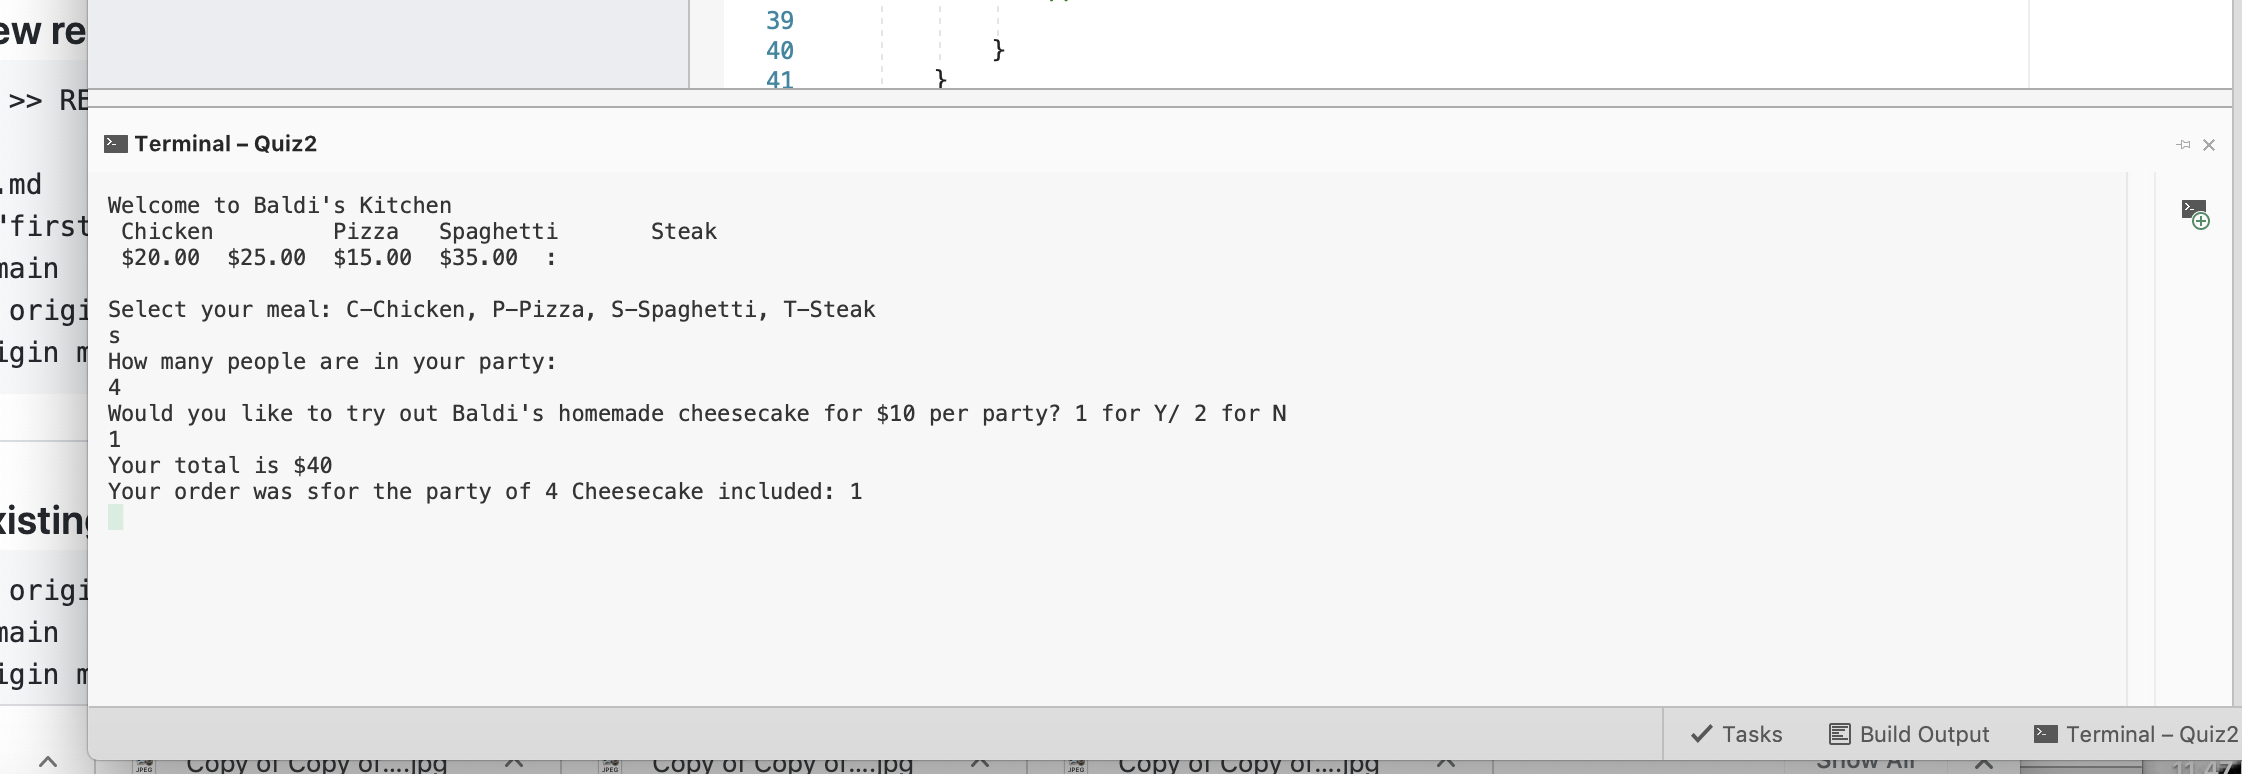 ew re
>> RE
.md
'first
main
origi
igin m
xisting
origi
main
igin m
39
40 }
41 }
Terminal – Quiz2
Welcome to Baldi's Kitchen
Chicken Pizza Spaghetti Steak
$20.00 $25.00 $15.00 $35.00 :
Select your meal: C-Chicken, P-Pizza, S-Spaghetti, T-Steak
s
How many people are in your party:
4
Would you like to try out Baldi's homemade cheesecake for $10 per party? 1 for Y/ 2 for N
1
Your total is $40
Your order was sfor the party of 4 Cheesecake included: 1
Tasks Build Output Terminal – Quiz2
JPEG Copy of Copy of....jpg JPEG Copy of Copy of....jpg JPEG Copy of Copy of....jpg Show All
11:47